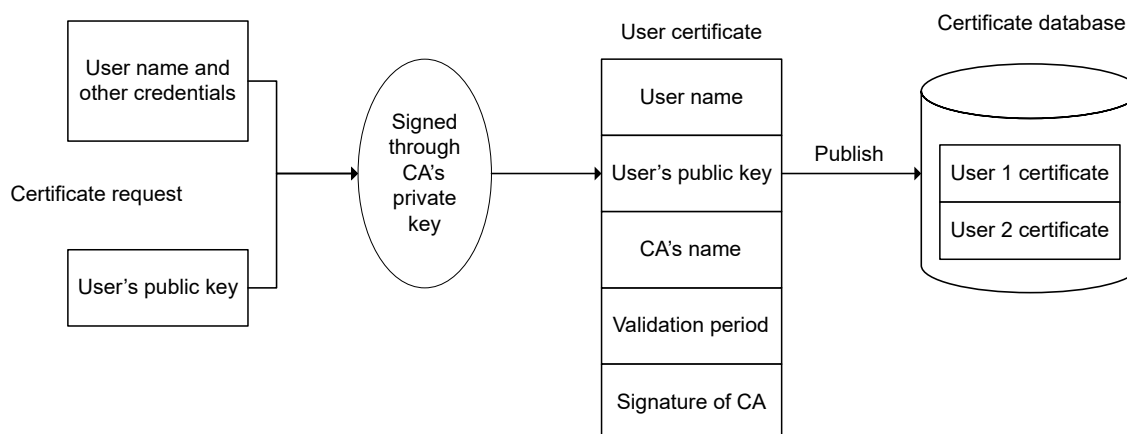 User name and
other credentials
Certificate request
User’s public key
Signed
through
CA’s
private
key
User certificate
User name
User’s public key
CA’s name
Validation period
Signature of CA
Publish
Certificate database
User 1 certificate
User 2 certificate